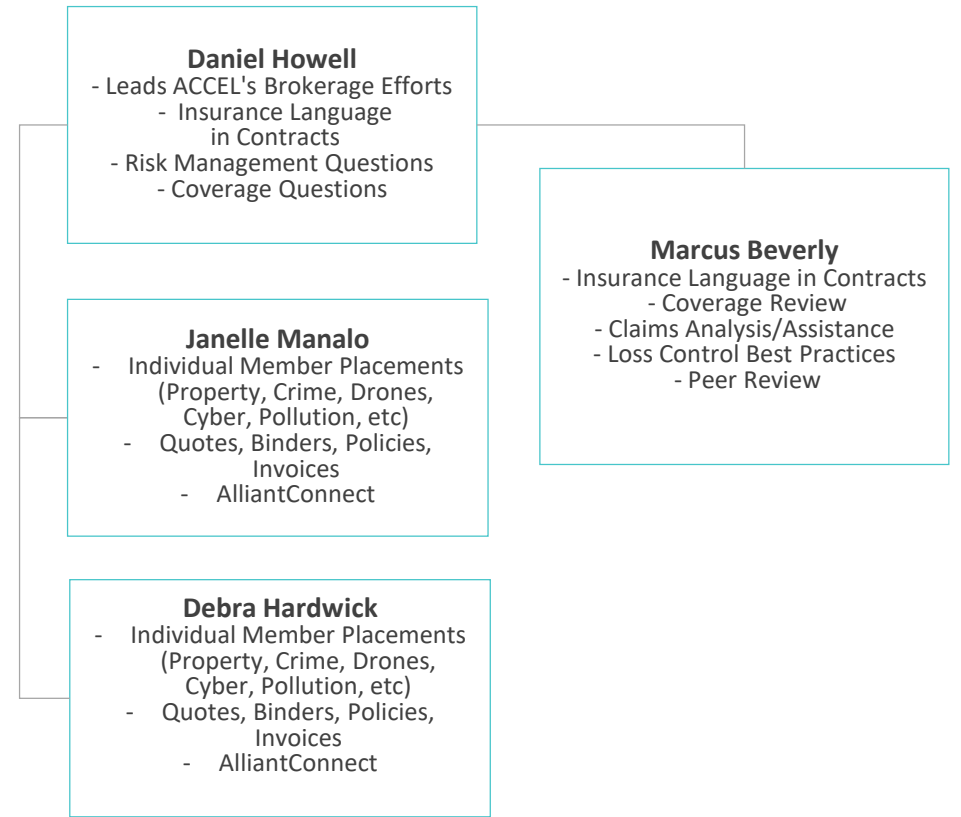 Daniel Howell
- Leads ACCEL's Brokerage Efforts
- Insurance Language
in Contracts
- Risk Management Questions
- Coverage Questions
Marcus Beverly
- Insurance Language in Contracts
- Coverage Review
- Claims Analysis/Assistance
- Loss Control Best Practices
- Peer Review
Janelle Manalo
- Individual Member Placements
(Property, Crime, Drones,
Cyber, Pollution, etc)
- Quotes, Binders, Policies,
Invoices
- AlliantConnect
Debra Hardwick
- Individual Member Placements
(Property, Crime, Drones,
Cyber, Pollution, etc)
- Quotes, Binders, Policies,
Invoices
- AlliantConnect